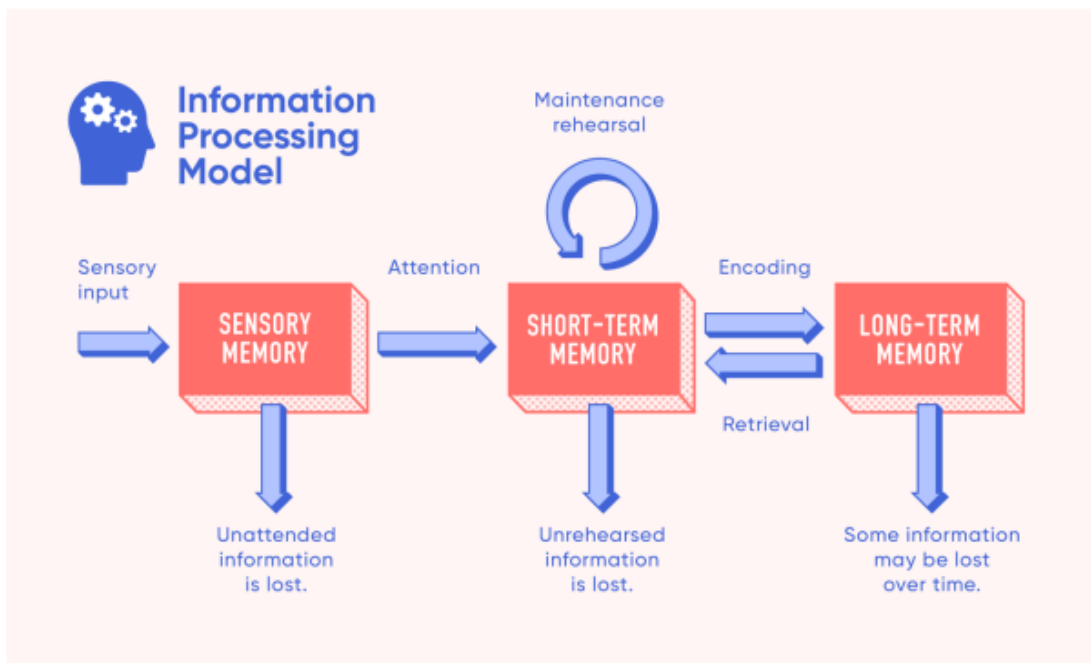 Information
Processing
Model
Maintenance
rehearsal
Sensory
input
Attention
Encoding
SENSORY
MEMORY
SHORT-TERM
MEMORY
LONG-TERM
MEMORY
Retrieval
Unattended
information
is lost.
Unrehearsed
information
is lost.
Some information
may be lost
over time.